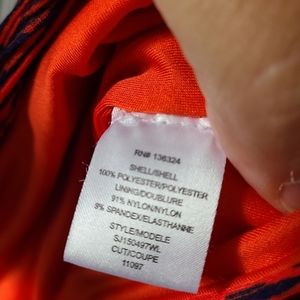 RN# 136324
SHELL/SHELL
100% POLYESTER/POLYESTER
LINING/DOUBLURE
91% NYLON/NYLON
9% SPANDEX/ELASTHANNE
STYLE/MODELE
SJ150497WL
CUT/COUPE
11097